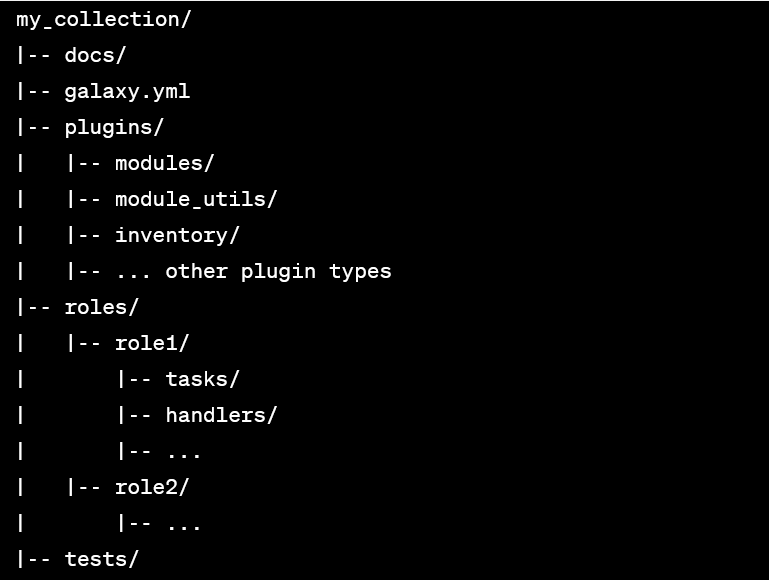 my_collection/
|-- docs/
|-- galaxy.yml
|-- plugins/
|   |-- modules/
|   |-- module_utils/
|   |-- inventory/
|   |-- ... other plugin types
|-- roles/
|   |-- role1/
|       |-- tasks/
|       |-- handlers/
|       |-- ...
|   |-- role2/
|       |-- ...
|-- tests/